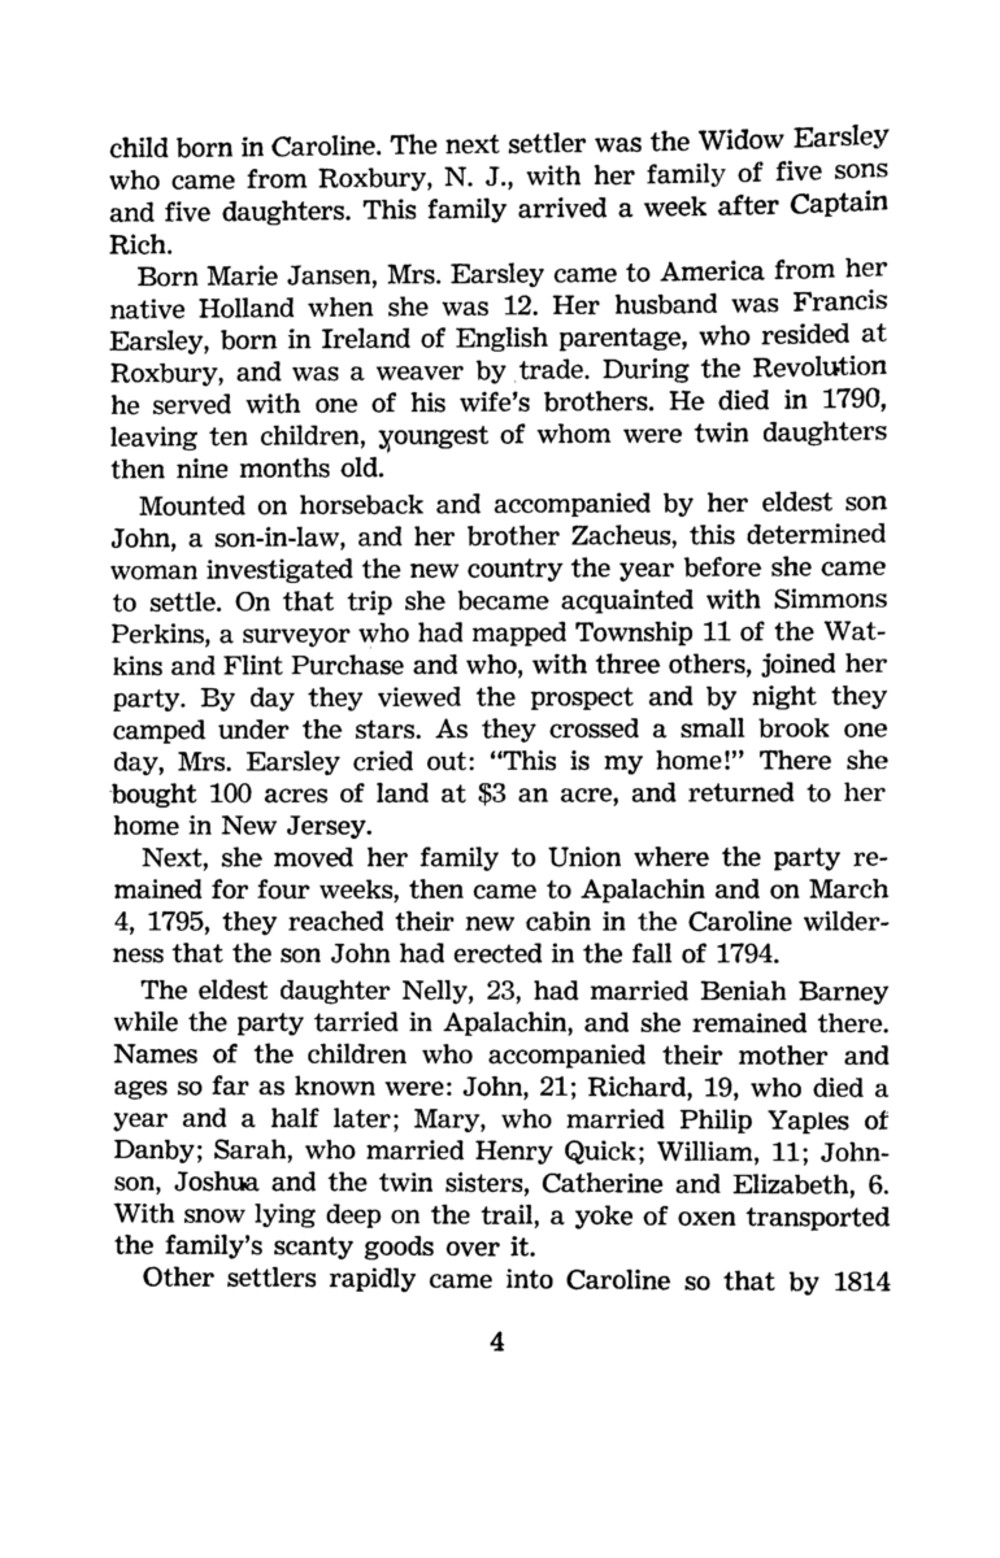 child born in Caroline. The next settler was the Widow Earsley
who came from Roxbury, N. J., with her family of five sons
and five daughters. This family arrived a week after Captain
Rich.
Born Marie Jansen, Mrs. Earsley came to America from her
native Holland when she was 12. Her husband was Francis
Earsley, born in Ireland of English parentage, who resided at
Roxbury, and was a weaver by trade. During the Revolution
he served with one of his wife's brothers. He died in 1790,
leaving ten children, youngest of whom were twin daughters
then nine months old.
Mounted on horseback and accompanied by her eldest son
John, a son-in-law, and her brother Zacheus, this determined
woman investigated the new country the year before she came
to settle. On that trip she became acquainted with Simmons
Perkins, a surveyor who had mapped Township 11 of the Wat-
kins and Flint Purchase and who, with three others, joined her
party. By day they viewed the prospect and by night they
camped under the stars. As they crossed a small brook one
day, Mrs. Earsley cried out: “This is my home!” There she
bought 100 acres of land at $3 an acre, and returned to her
home in New Jersey.
Next, she moved her family to Union where the party re-
mained for four weeks, then came to Apalachin and on March
4, 1795, they reached their new cabin in the Caroline wilder-
ness that the son John had erected in the fall of 1794.
The eldest daughter Nelly, 23, had married Beniah Barney
while the party tarried in Apalachin, and she remained there.
Names of the children who accompanied their mother and
ages so far as known were: John, 21; Richard, 19, who died a
year and a half later; Mary, who married Philip Yaples of
Danby; Sarah, who married Henry Quick; William, 11; John-
son, Joshua and the twin sisters, Catherine and Elizabeth, 6.
With snow lying deep on the trail, a yoke of oxen transported
the family's scanty goods over it.
Other settlers rapidly came into Caroline so that by 1814
4